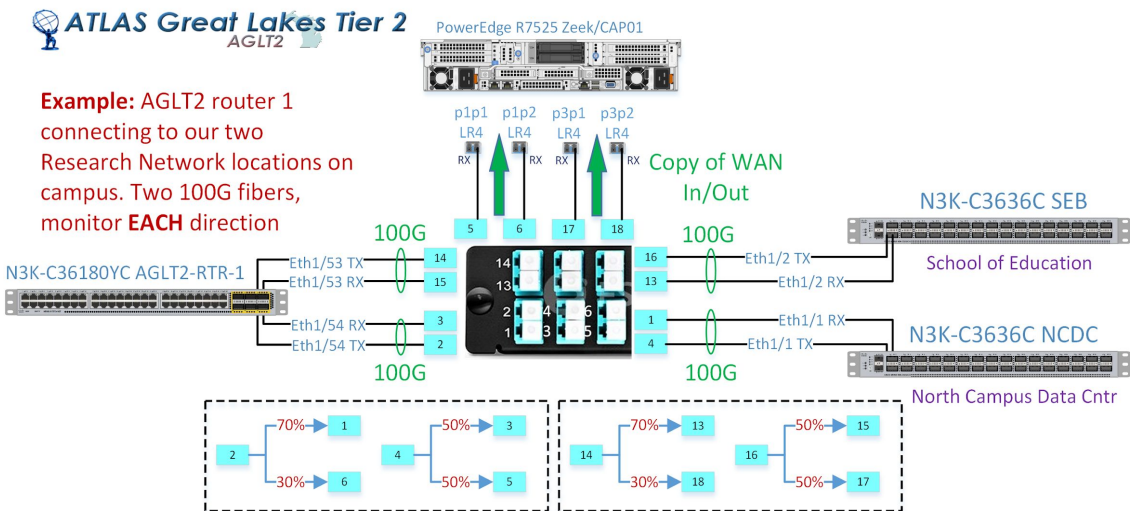 ATLAS Great Lakes Tier 2
AGLT2
PowerEdge R7525 Zeek/CAP01
Example: AGLT2 router 1
connecting to our two
Research Network locations on
campus. Two 100G fibers,
monitor EACH direction
p1p1 p1p2 p3p1 p3p2
LR4 LR4 LR4 LR4
RX RX RX RX
Copy of WAN
In/Out
5 6 17 18
N3K-C3636C SEB
School of Education
100G 100G
N3K-C36180YC AGLT2-RTR-1
Eth1/53 TX 14
Eth1/53 RX 15
Eth1/54 RX 3
Eth1/54 TX 2
100G
14
13
2 4 6
1 3 5
16 Eth1/2 TX
13 Eth1/2 RX
1 Eth1/1 RX
4 Eth1/1 TX
100G
N3K-C3636C NCDC
North Campus Data Cntr
2 70% 1
30% 6
4 50% 3
50% 5
14 70% 13
30% 18
16 50% 15
50% 17